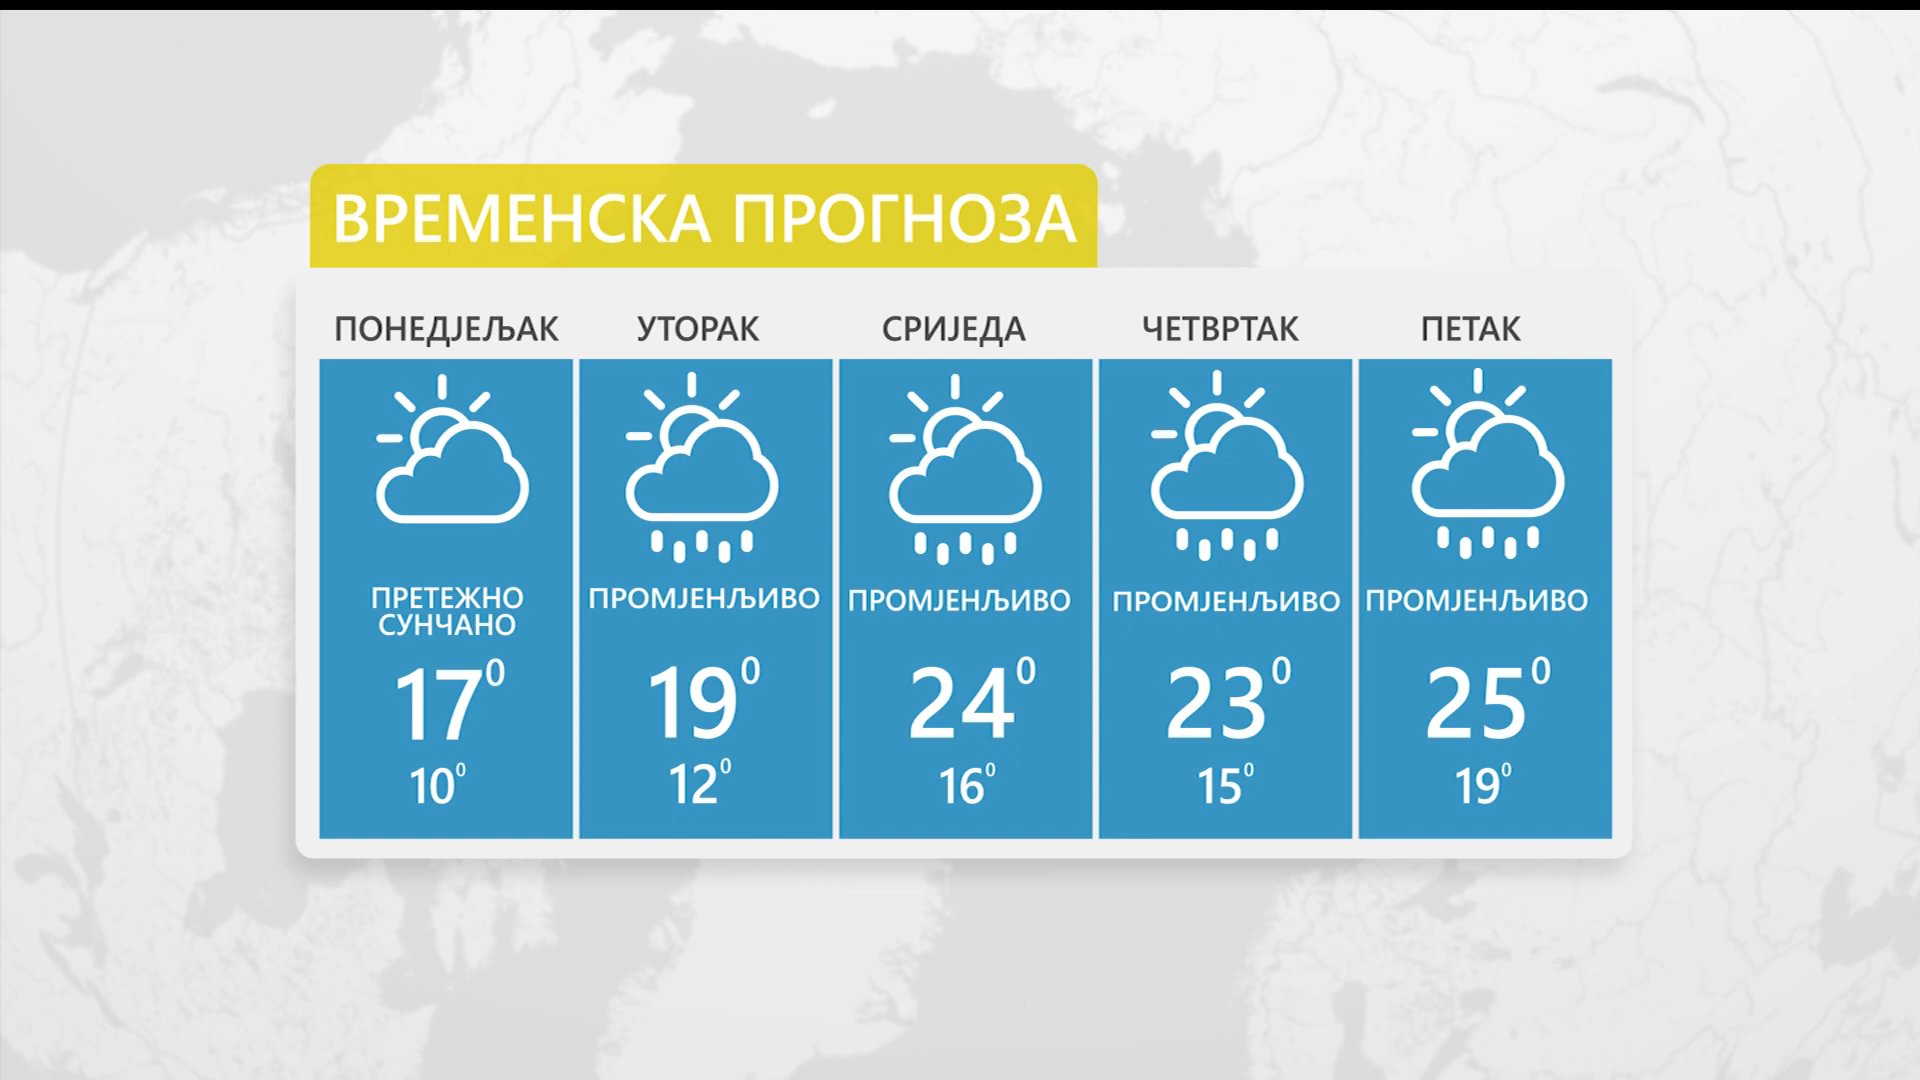 ВРЕМЕНСКА ПРОГНОЗА
ПОНЕДЈЕЉАК УТОРАК СРИЈЕДА ЧЕТВРТАК ПЕТАК
ПРЕТЕЖНО
СУНЧАНО
ПРОМЈЕНЉИВО ПРОМЈЕНЉИВО ПРОМЈЕНЉИВО ПРОМЈЕНЉИВО
17⁰ 19⁰ 24⁰ 23⁰ 25⁰
10⁰ 12⁰ 16⁰ 15⁰ 19⁰